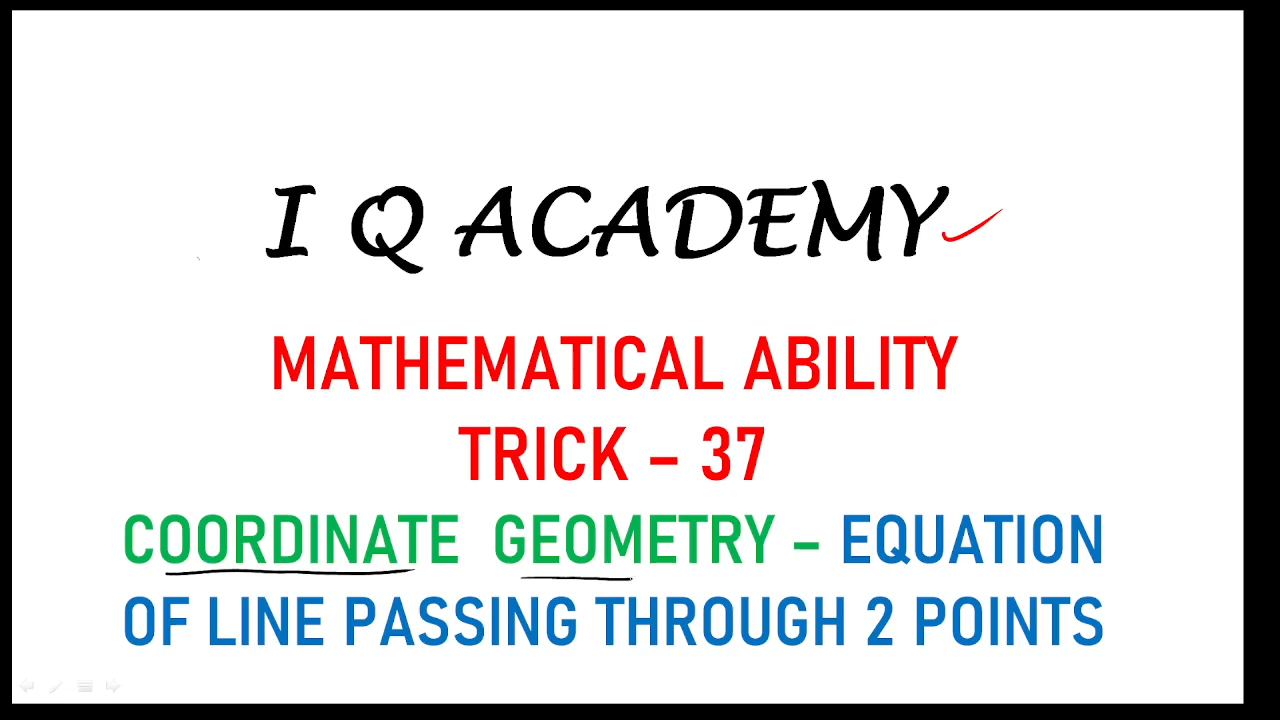 I Q ACADEMY
MATHEMATICAL ABILITY
TRICK – 37
COORDINATE GEOMETRY – EQUATION
OF LINE PASSING THROUGH 2 POINTS